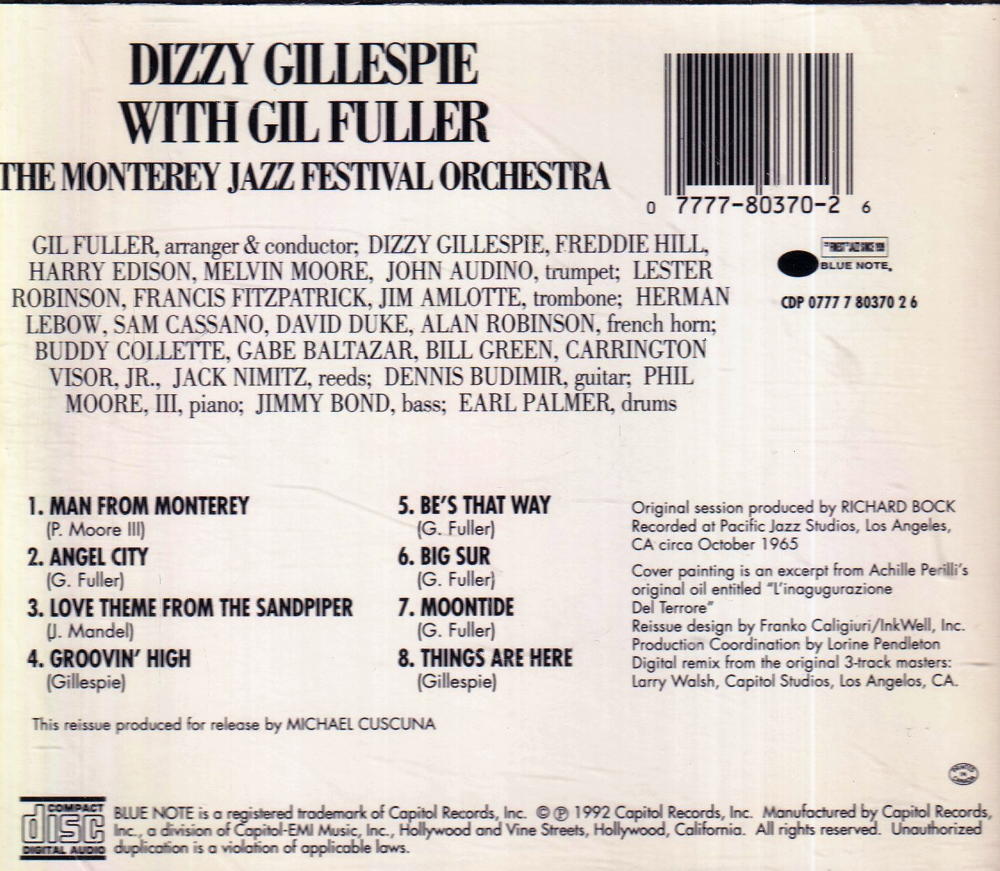 DIZZY GILLESPIE
WITH GIL FULLER
THE MONTEREY JAZZ FESTIVAL ORCHESTRA
0 7777-80370-2 6
GIL FULLER, arranger & conductor; DIZZY GILLESPIE, FREDDIE HILL,
HARRY EDISON, MELVIN MOORE, JOHN AUDINO, trumpet; LESTER
ROBINSON, FRANCIS FITZPATRICK, JIM AMLOTTE, trombone; HERMAN
LEBOW, SAM CASSANO, DAVID DUKE, ALAN ROBINSON, french horn;
BUDDY COLLETTE, GABE BALTAZAR, BILL GREEN, CARRINGTON
VISOR, JR., JACK NIMITZ, reeds; DENNIS BUDIMIR, guitar; PHIL
MOORE, III, piano; JIMMY BOND, bass; EARL PALMER, drums
BLUE NOTE
CDP 0777 7 80370 2 6
1. MAN FROM MONTEREY
(P. Moore III)
2. ANGEL CITY
(G. Fuller)
3. LOVE THEME FROM THE SANDPIPER
(J. Mandel)
4. GROOVIN' HIGH
(Gillespie)
5. BE'S THAT WAY
(G. Fuller)
6. BIG SUR
(G. Fuller)
7. MOONTIDE
(G. Fuller)
8. THINGS ARE HERE
(Gillespie)
Original session produced by RICHARD BOCK
Recorded at Pacific Jazz Studios, Los Angeles,
CA circa October 1965
Cover painting is an excerpt from Achille Perilli's
original oil entitled "L'inagugurazione
Del Terrore"
Reissue design by Franko Caligiuri/InkWell, Inc.
Production Coordination by Lorine Pendleton
Digital remix from the original 3-track masters:
Larry Walsh, Capitol Studios, Los Angelos, CA.
This reissue produced for release by MICHAEL CUSCUNA
COMPACT
disc
DIGITAL AUDIO
BLUE NOTE is a registered trademark of Capitol Records, Inc. © ℗ 1992 Capitol Records, Inc. Manufactured by Capitol Records,
Inc., a division of Capitol-EMI Music, Inc., Hollywood and Vine Streets, Hollywood, California. All rights reserved. Unauthorized
duplication is a violation of applicable laws.